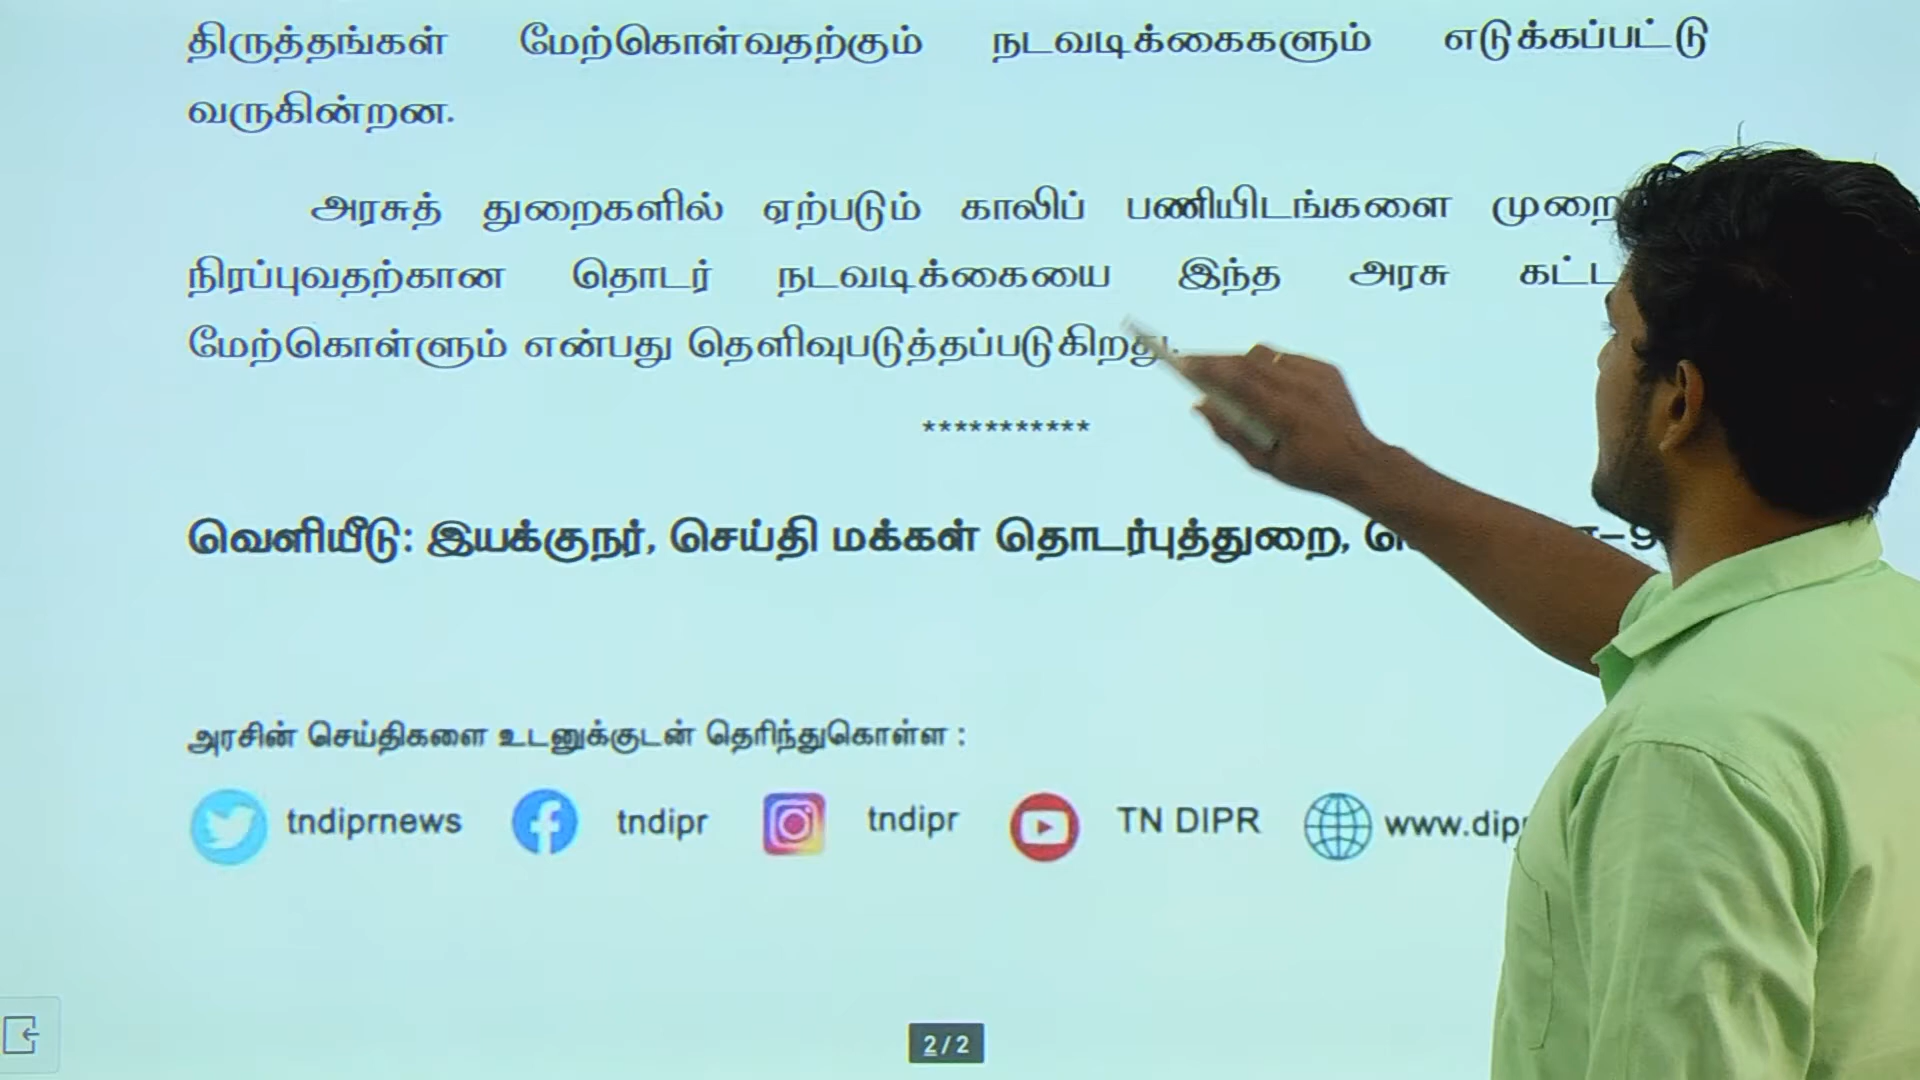 திருத்தங்கள் மேற்கொள்வதற்கும் நடவடிக்கைகளும் எடுக்கப்பட்டு
வருகின்றன.
அரசுத் துறைகளில் ஏற்படும் காலிப் பணியிடங்களை
நிரப்புவதற்கான தொடர் நடவடிக்கையை இந்த அரசு
மேற்கொள்ளும் என்பது தெளிவுபடுத்தப்படுகிறது.
***********
வெளியீடு: இயக்குநர், செய்தி மக்கள் தொடர்புத்துறை,
அரசின் செய்திகளை உடனுக்குடன் தெரிந்துகொள்ள :
tndiprnews tndipr tndipr TN DIPR
2/2